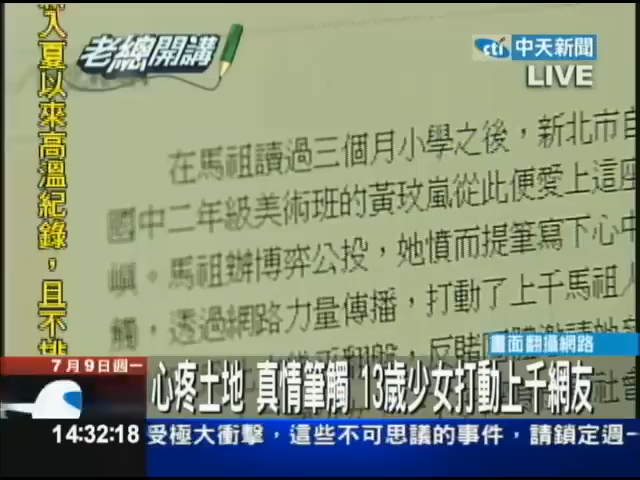 老總開講
cti 中天新聞
LIVE
入夏以來高溫紀錄，且不
在馬祖讀過三個月小學之後，新北市自
國中二年級美術班的黃玟嵐從此便愛上這座
嶼。馬祖辦博弈公投，她憤而提筆寫下心中
觸，透過網路力量傳播，打動了上千馬祖人
畫面翻攝網路
7月9日週一
心疼土地 真情筆觸 13歲少女打動上千網友
14:32:18
受極大衝擊，這些不可思議的事件，請鎖定週一